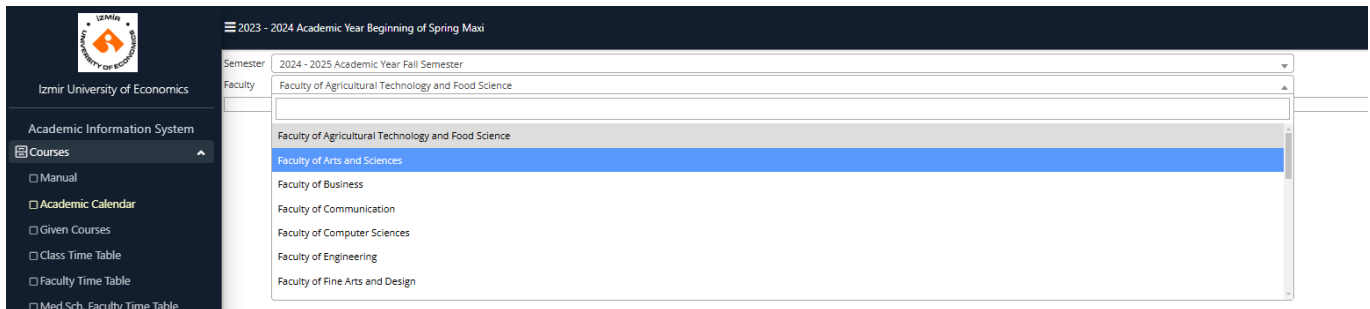 IZMIR UNIVERSITY OF ECONOMICS
Izmir University of Economics
Academic Information System
Courses
Manual
Academic Calendar
Given Courses
Class Time Table
Faculty Time Table
Med.Sch. Faculty Time Table
2023 - 2024 Academic Year Beginning of Spring Maxi
Semester 2024 - 2025 Academic Year Fall Semester
Faculty Faculty of Agricultural Technology and Food Science
Faculty of Agricultural Technology and Food Science
Faculty of Arts and Sciences
Faculty of Business
Faculty of Communication
Faculty of Computer Sciences
Faculty of Engineering
Faculty of Fine Arts and Design